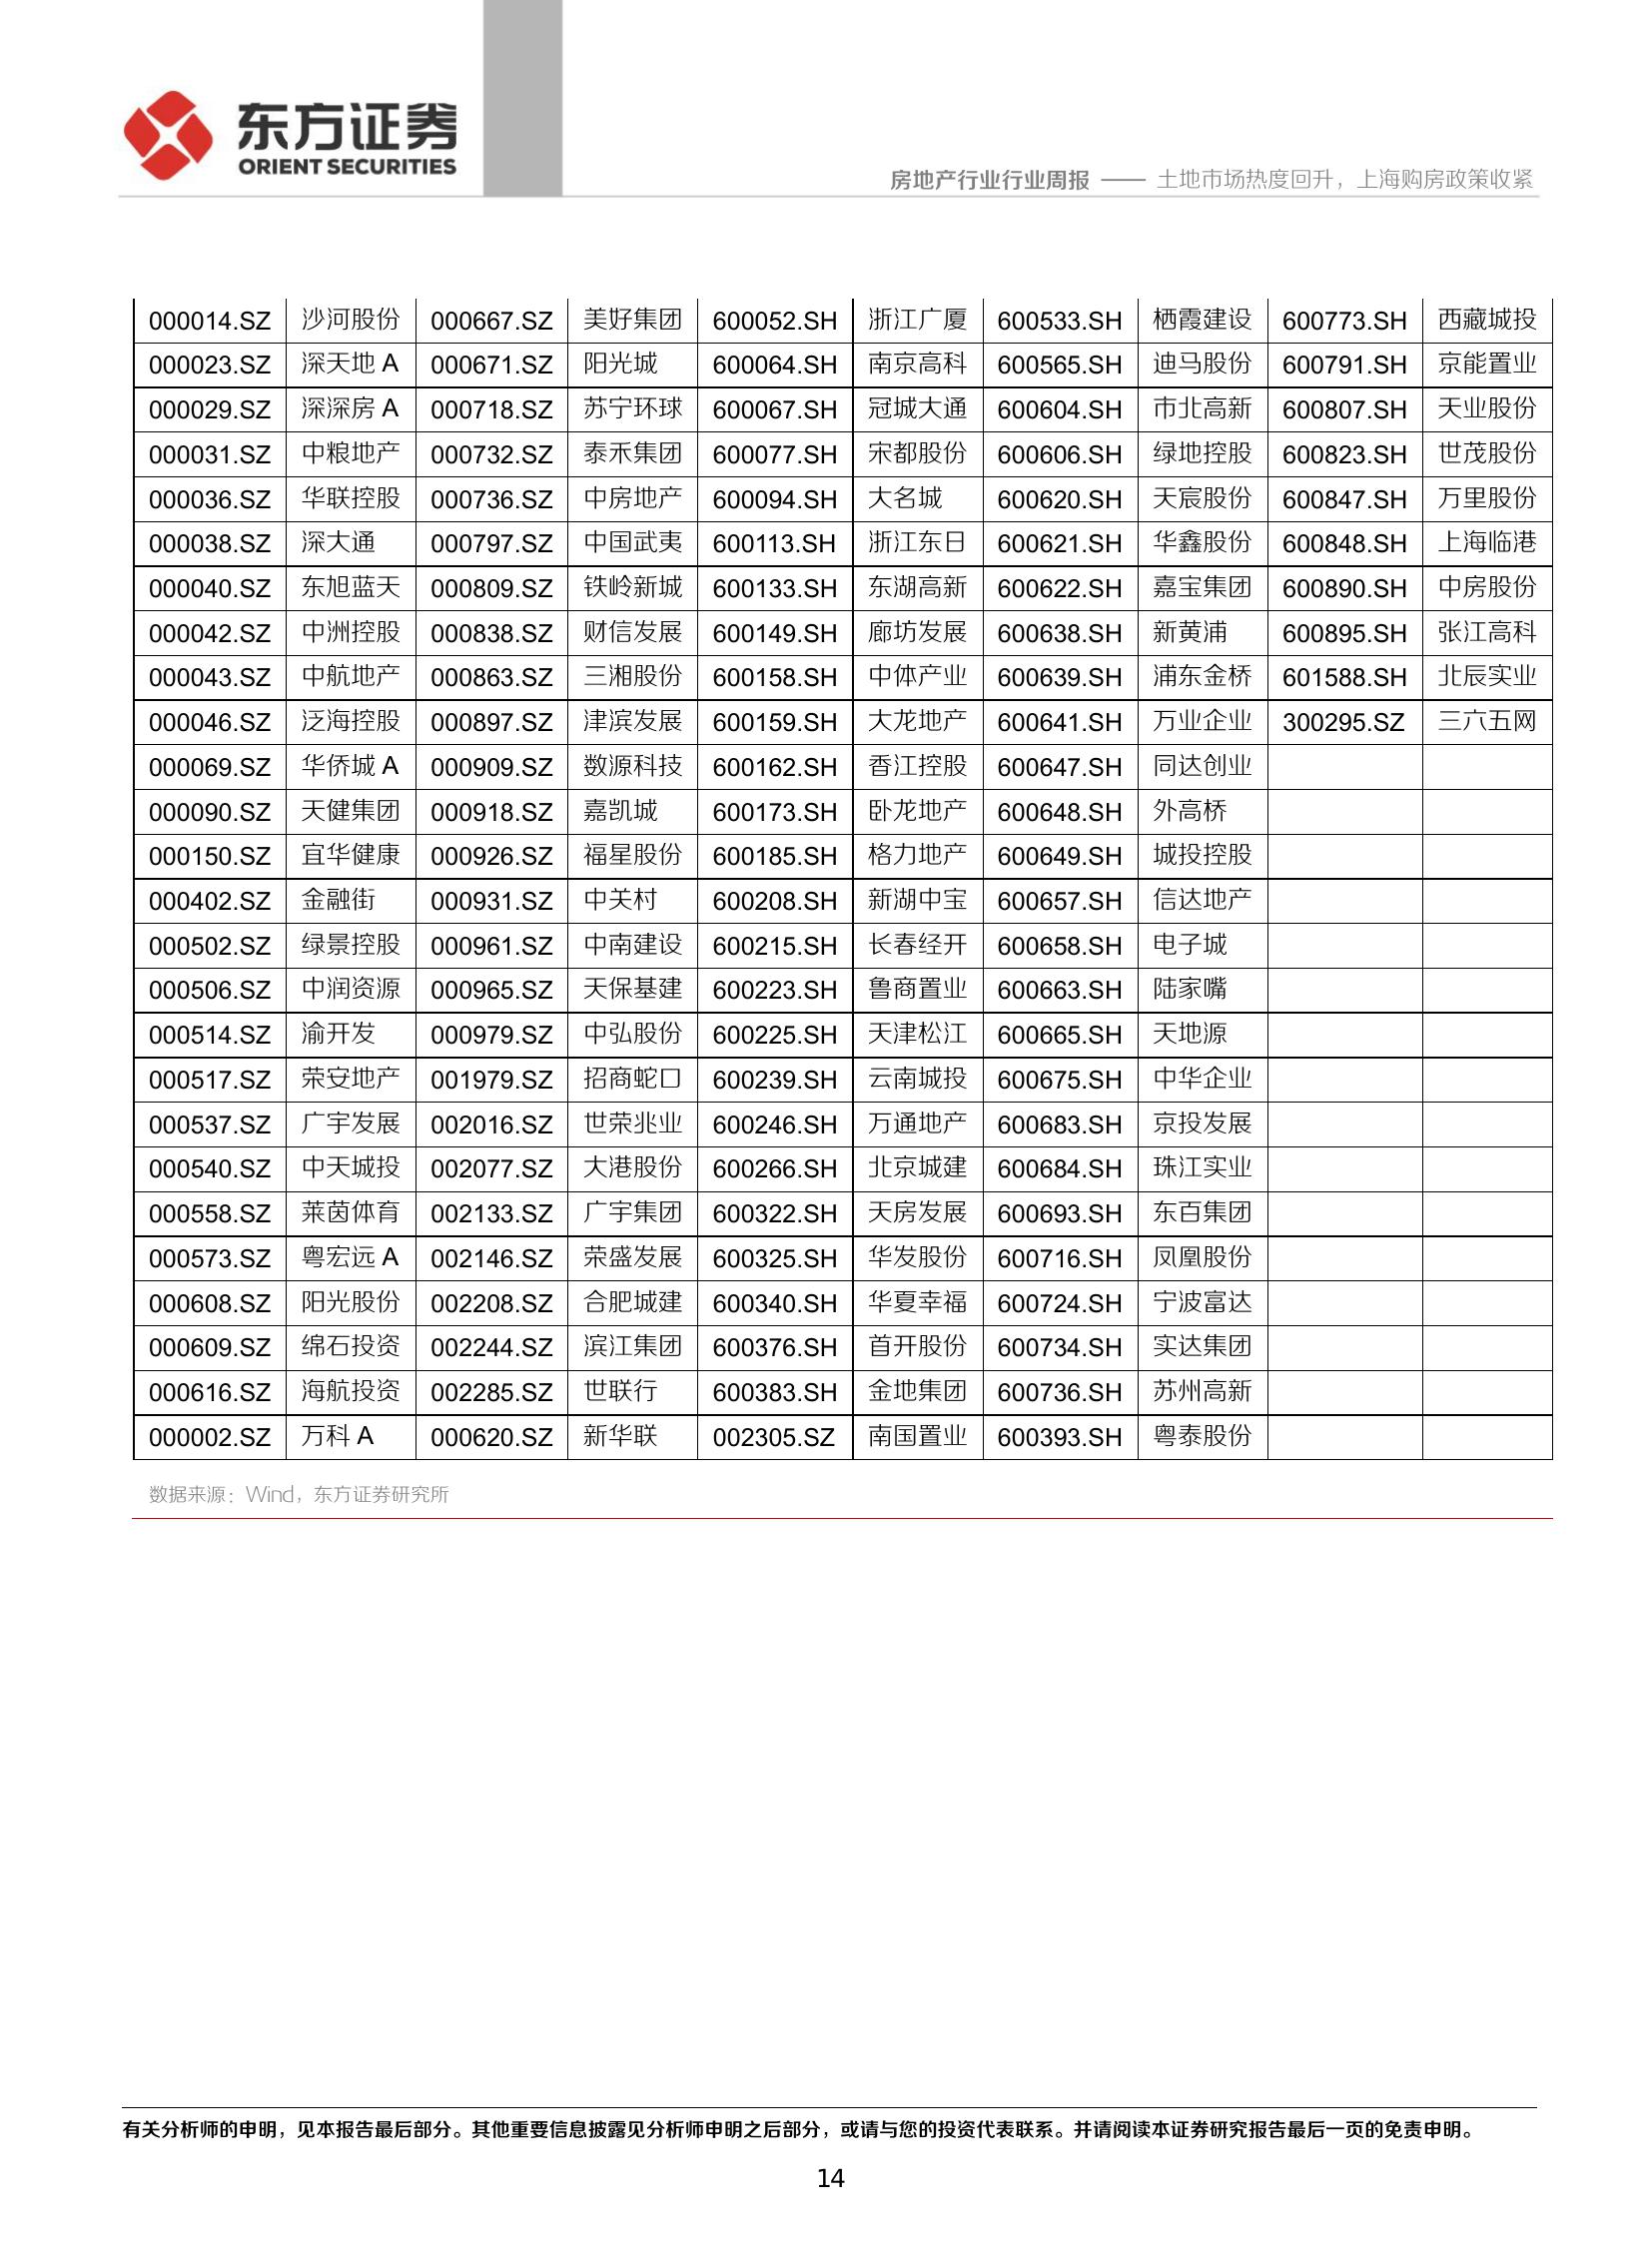 东方证券
ORIENT SECURITIES
房地产行业行业周报 —— 土地市场热度回升，上海购房政策收紧
000014.SZ 沙河股份 000667.SZ 美好集团 600052.SH 浙江广厦 600533.SH 栖霞建设 600773.SH 西藏城投
000023.SZ 深天地 A 000671.SZ 阳光城 600064.SH 南京高科 600565.SH 迪马股份 600791.SH 京能置业
000029.SZ 深深房 A 000718.SZ 苏宁环球 600067.SH 冠城大通 600604.SH 市北高新 600807.SH 天业股份
000031.SZ 中粮地产 000732.SZ 泰禾集团 600077.SH 宋都股份 600606.SH 绿地控股 600823.SH 世茂股份
000036.SZ 华联控股 000736.SZ 中房地产 600094.SH 大名城 600620.SH 天宸股份 600847.SH 万里股份
000038.SZ 深大通 000797.SZ 中国武夷 600113.SH 浙江东日 600621.SH 华鑫股份 600848.SH 上海临港
000040.SZ 东旭蓝天 000809.SZ 铁岭新城 600133.SH 东湖高新 600622.SH 嘉宝集团 600890.SH 中房股份
000042.SZ 中洲控股 000838.SZ 财信发展 600149.SH 廊坊发展 600638.SH 新黄浦 600895.SH 张江高科
000043.SZ 中航地产 000863.SZ 三湘股份 600158.SH 中体产业 600639.SH 浦东金桥 601588.SH 北辰实业
000046.SZ 泛海控股 000897.SZ 津滨发展 600159.SH 大龙地产 600641.SH 万业企业 300295.SZ 三六五网
000069.SZ 华侨城 A 000909.SZ 数源科技 600162.SH 香江控股 600647.SH 同达创业
000090.SZ 天健集团 000918.SZ 嘉凯城 600173.SH 卧龙地产 600648.SH 外高桥
000150.SZ 宜华健康 000926.SZ 福星股份 600185.SH 格力地产 600649.SH 城投控股
000402.SZ 金融街 000931.SZ 中关村 600208.SH 新湖中宝 600657.SH 信达地产
000502.SZ 绿景控股 000961.SZ 中南建设 600215.SH 长春经开 600658.SH 电子城
000506.SZ 中润资源 000965.SZ 天保基建 600223.SH 鲁商置业 600663.SH 陆家嘴
000514.SZ 渝开发 000979.SZ 中弘股份 600225.SH 天津松江 600665.SH 天地源
000517.SZ 荣安地产 001979.SZ 招商蛇口 600239.SH 云南城投 600675.SH 中华企业
000537.SZ 广宇发展 002016.SZ 世荣兆业 600246.SH 万通地产 600683.SH 京投发展
000540.SZ 中天城投 002077.SZ 大港股份 600266.SH 北京城建 600684.SH 珠江实业
000558.SZ 莱茵体育 002133.SZ 广宇集团 600322.SH 天房发展 600693.SH 东百集团
000573.SZ 粤宏远 A 002146.SZ 荣盛发展 600325.SH 华发股份 600716.SH 凤凰股份
000608.SZ 阳光股份 002208.SZ 合肥城建 600340.SH 华夏幸福 600724.SH 宁波富达
000609.SZ 绵石投资 002244.SZ 滨江集团 600376.SH 首开股份 600734.SH 实达集团
000616.SZ 海航投资 002285.SZ 世联行 600383.SH 金地集团 600736.SH 苏州高新
000002.SZ 万科 A 000620.SZ 新华联 002305.SZ 南国置业 600393.SH 粤泰股份
数据来源：Wind，东方证券研究所
有关分析师的申明，见本报告最后部分。其他重要信息披露见分析师申明之后部分，或请与您的投资代表联系。并请阅读本证券研究报告最后一页的免责申明。
14